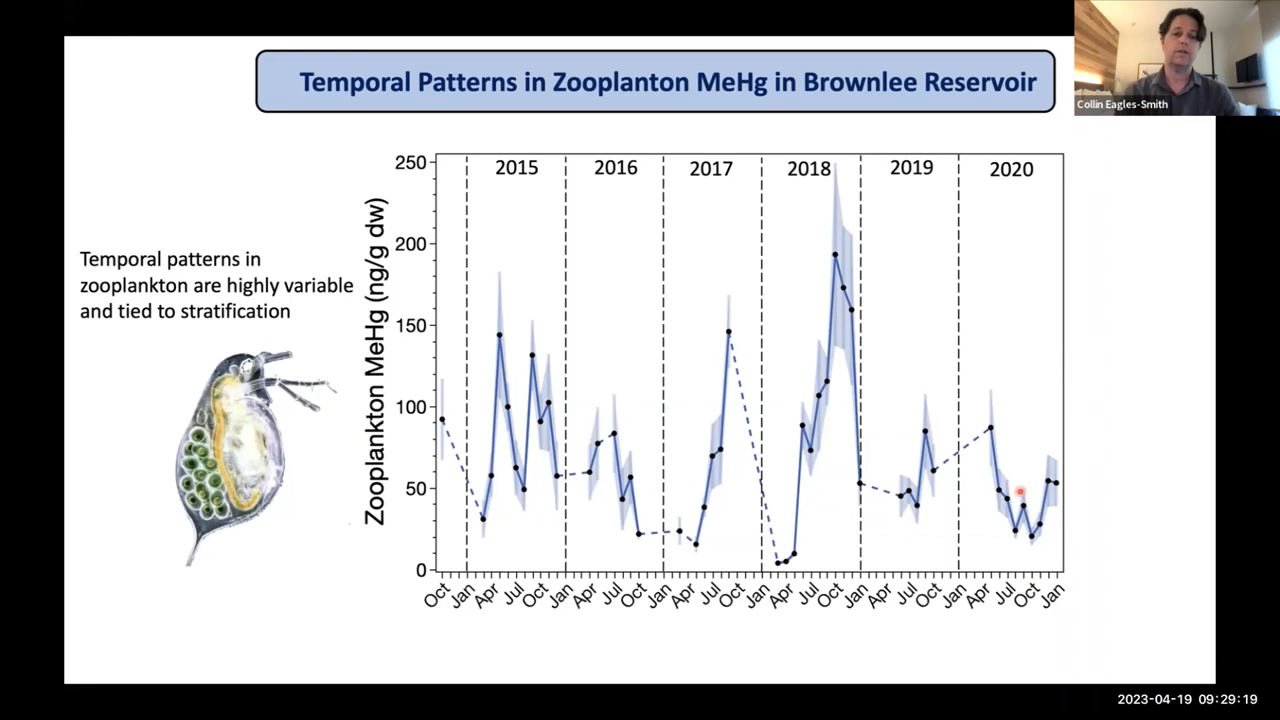 Temporal Patterns in Zooplanton MeHg in Brownlee Reservoir
Collin Eagles-Smith
Temporal patterns in
zooplankton are highly variable
and tied to stratification
Zooplankton MeHg (ng/g dw)
250
200
150
100
50
0
2015
2016
2017
2018
2019
2020
Oct
Jan
Apr
Jul
Oct
Jan
Apr
Jul
Oct
Jan
Apr
Jul
Oct
Jan
Apr
Jul
Oct
Jan
Apr
Jul
Oct
Jan
Apr
Jul
Oct
Jan
2023-04-19 09:29:19